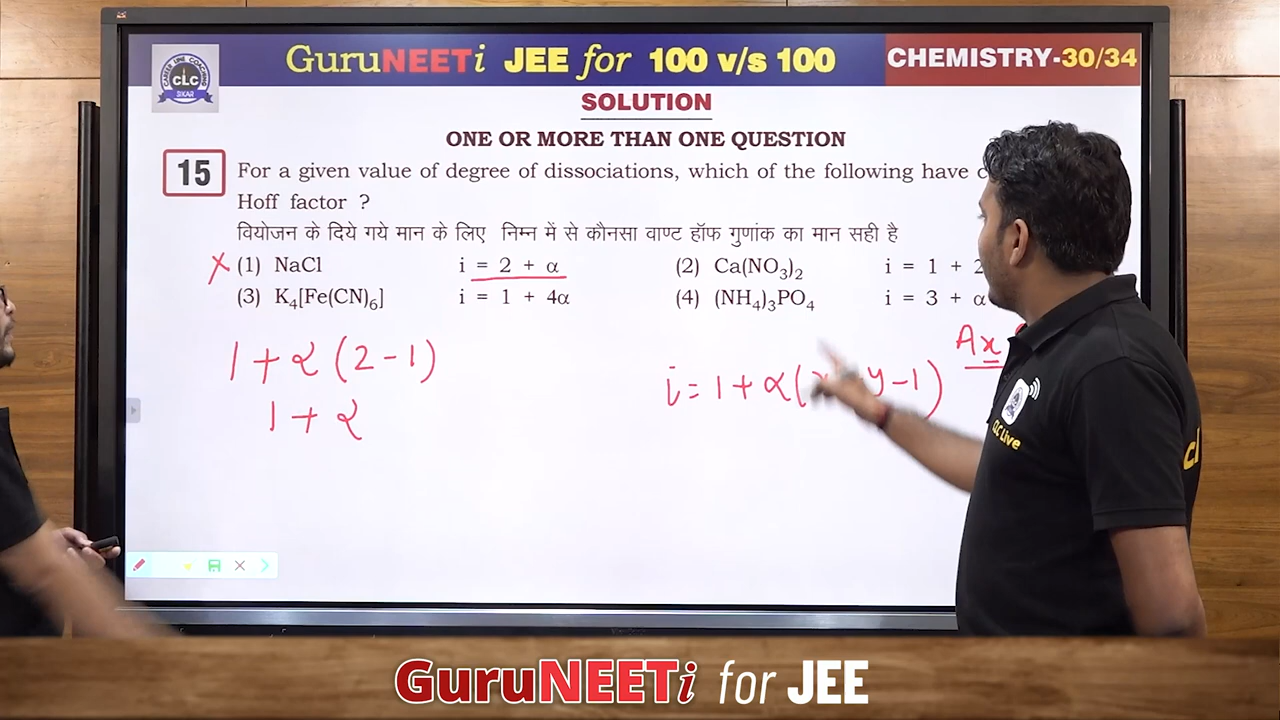 GuruNEETi JEE for 100 v/s 100
CHEMISTRY-30/34
CLC
SIKAR
SOLUTION
ONE OR MORE THAN ONE QUESTION
15 For a given value of degree of dissociations, which of the following have
Hoff factor ?
वियोजन के दिये गये मान के लिए निम्न में से कौनसा वाण्ट हॉफ गुणांक का मान सही है
× (1) NaCl i = 2 + α (2) Ca(NO₃)₂ i = 1 + 2
(3) K₄[Fe(CN)₆] i = 1 + 4α (4) (NH₄)₃PO₄ i = 3 + α
1 + α (2 - 1)
1 + α
Ax
i = 1 + α ( y - 1)
CLC Live
GuruNEETi for JEE